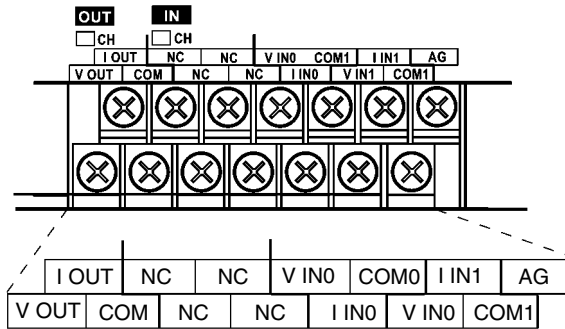 OUT IN
CH CH
I OUT NC NC V IN0 COM1 I IN1 AG
V OUT COM NC NC I IN0 V IN1 COM1
I OUT NC NC V IN0 COM0 I IN1 AG
V OUT COM NC NC I IN0 V IN0 COM1